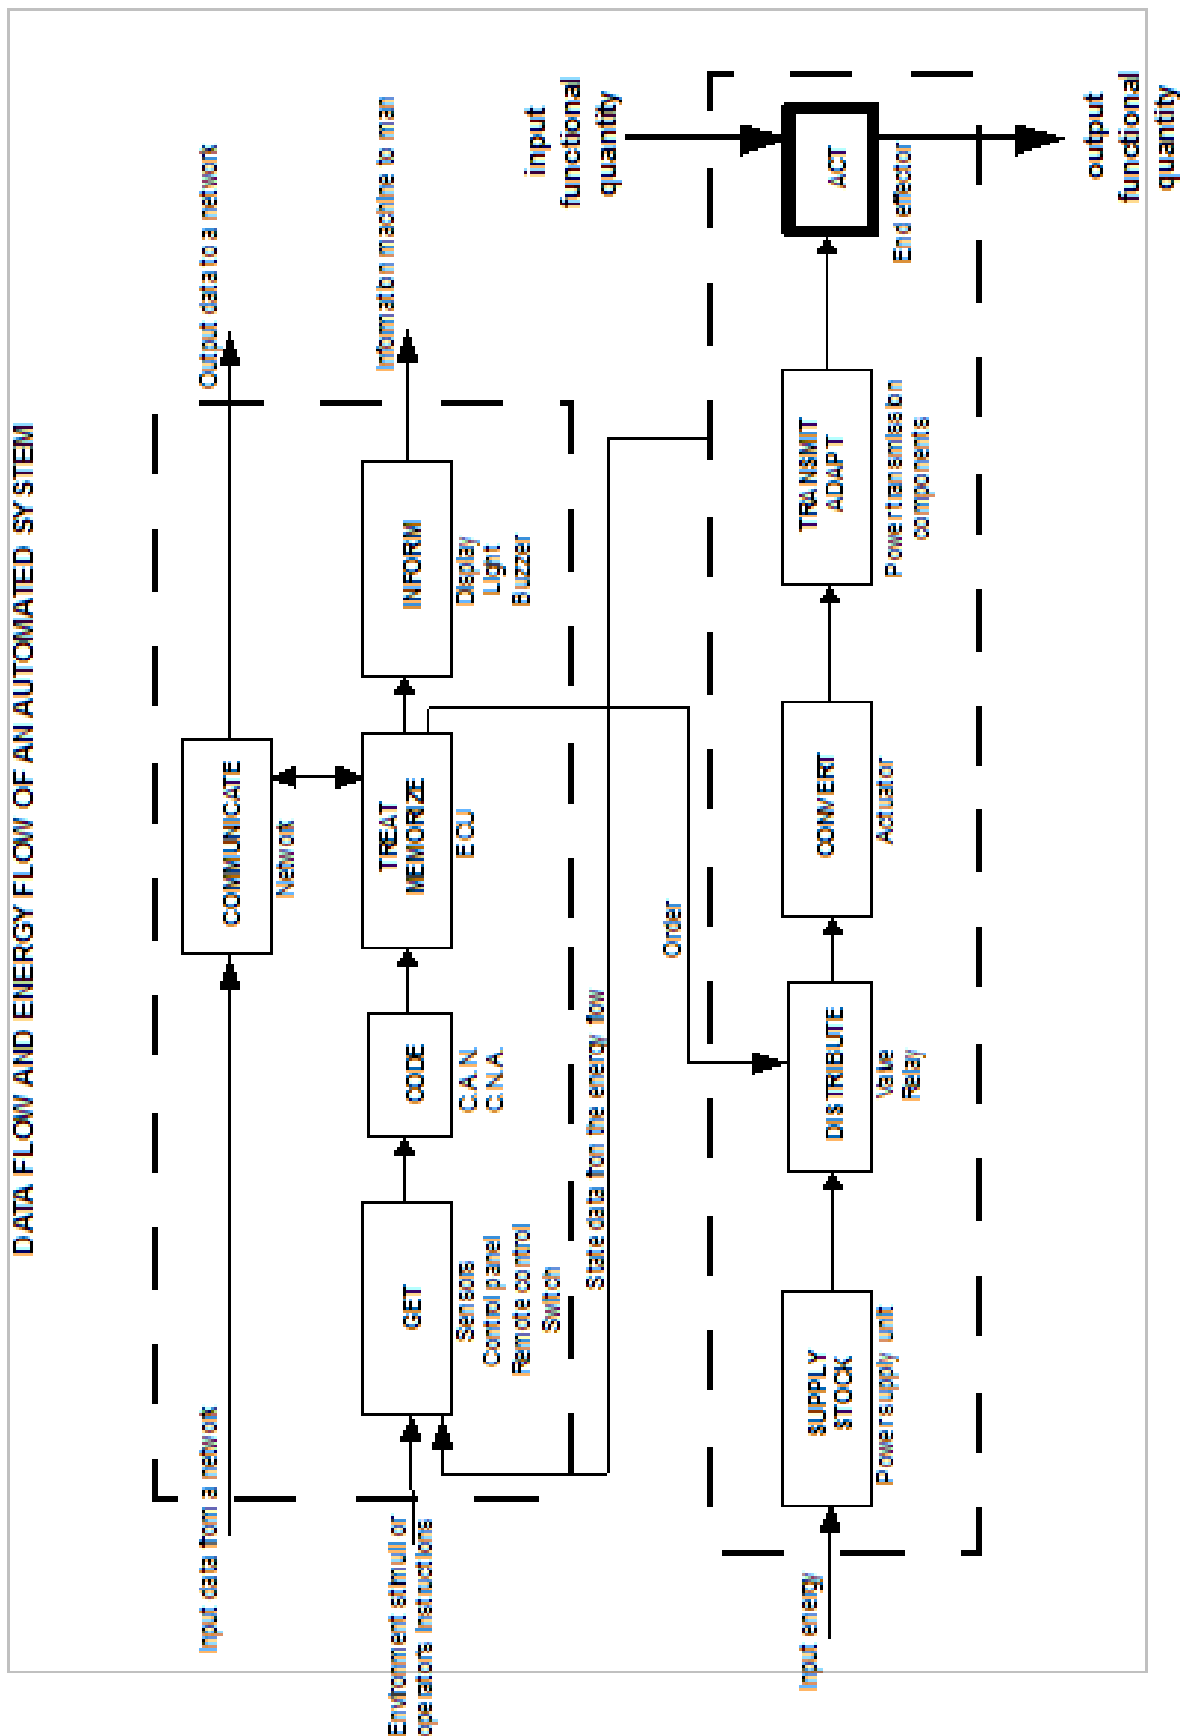 DATA FLOW AND ENERGY FLOW OF AN AUTOMATED SYSTEM
Input data from a network
COMMUNICATE
Network
Output data to a network
Environment stimuli or
operators instructions
GET
Sensors
Control panel
Remote control
Switch
CODE
C.A.N.
C.N.A.
TREAT
MEMORIZE
ECU
INFORM
Display
Light
Buzzer
Information machine to man
State data fron the energy flow
Order
input
functional
quantity
Input energy
SUPPLY
STOCK
Power supply unit
DISTRIBUTE
Value
Relay
CONVERT
Actuator
TRANSMIT
ADAPT
Power transmission
components
ACT
End effector
output
functional
quantity